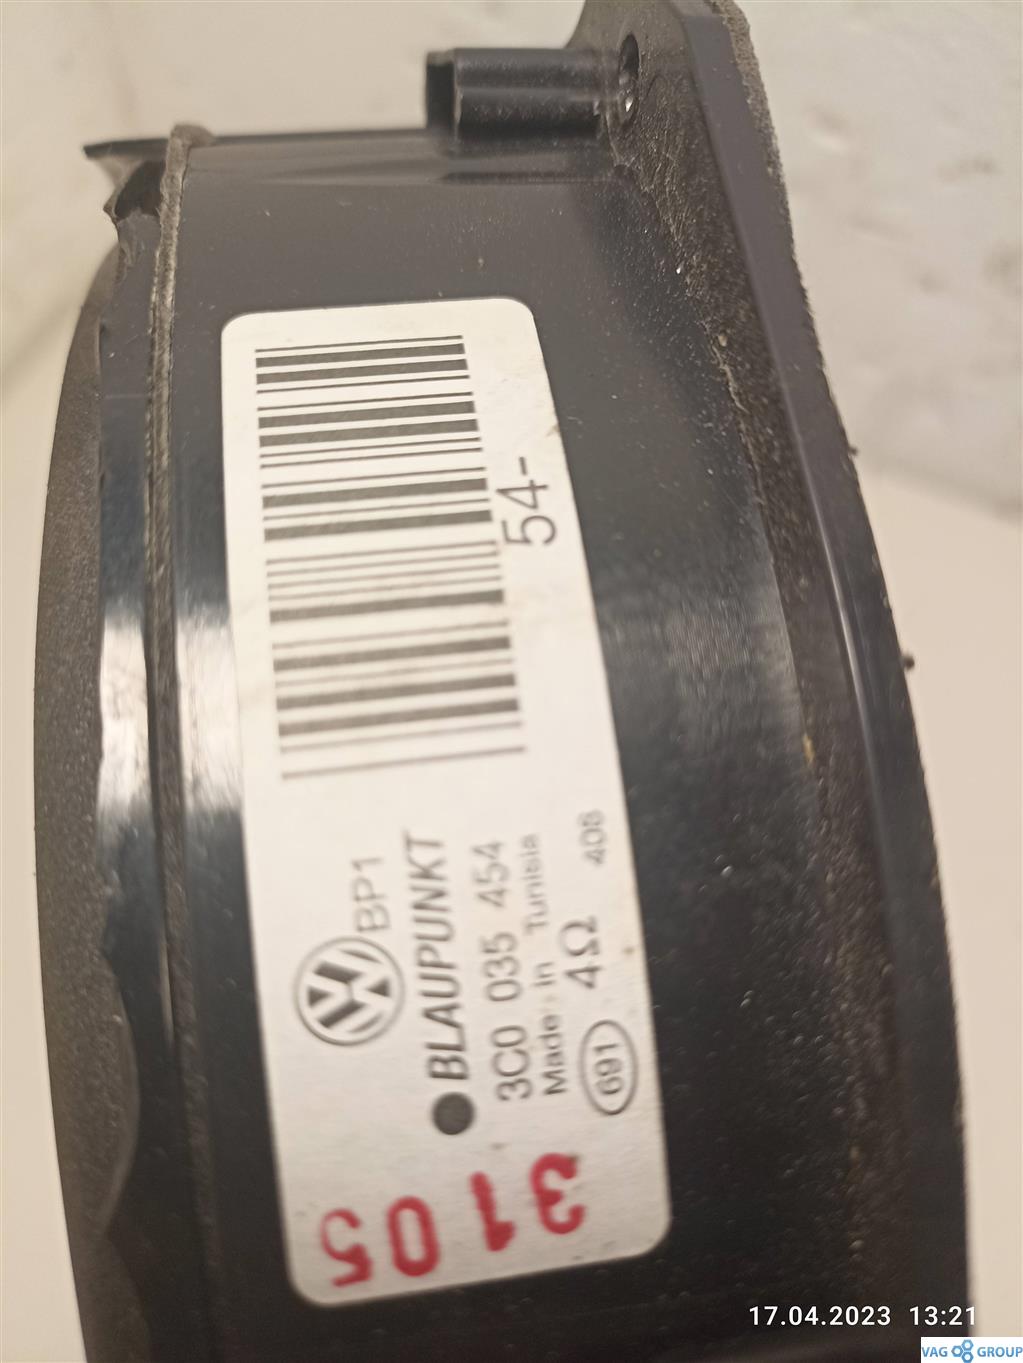 54-
BP1
BLAUPUNKT
3C0 035 454
Made in Tunisia
4Ω 408
691
3105
17.04.2023 13:21
VAG GROUP